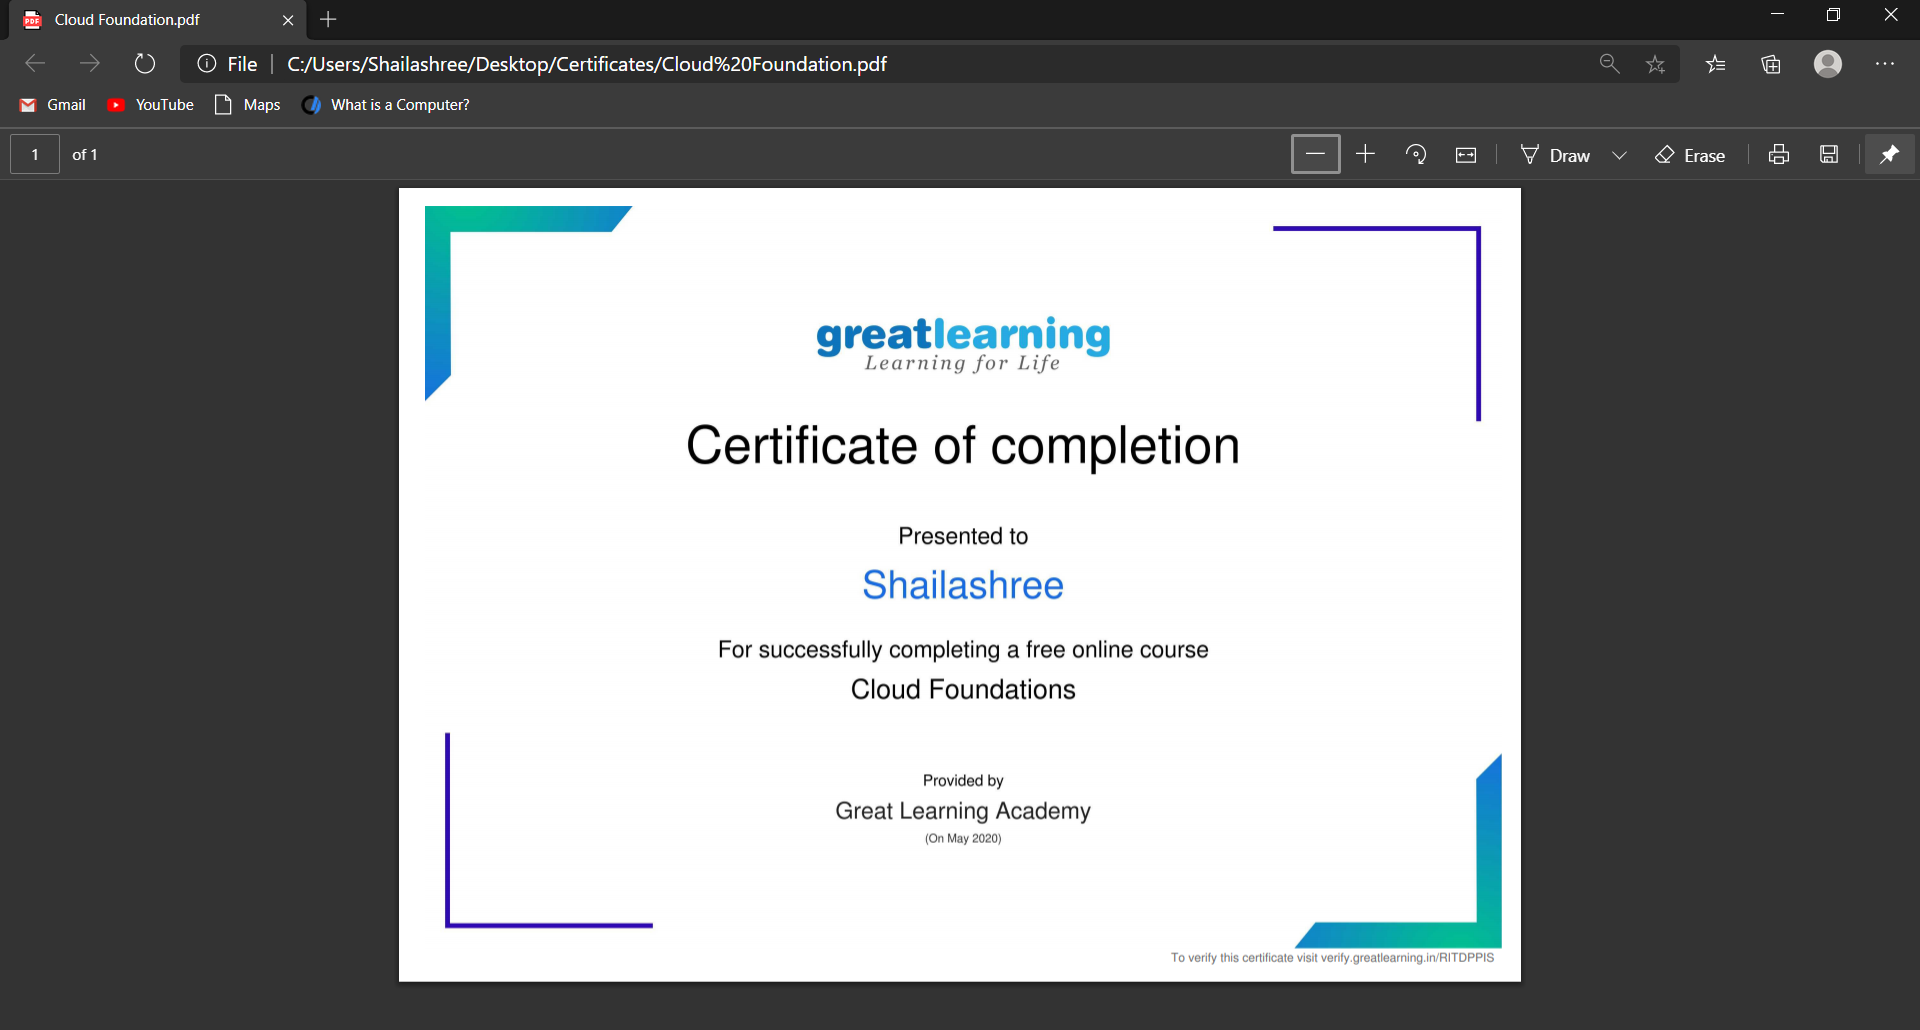 Cloud Foundation.pdf
File
C:/Users/Shailashree/Desktop/Certificates/Cloud%20Foundation.pdf
Gmail YouTube Maps What is a Computer?
1 of 1
Draw Erase
greatlearning
Learning for Life
Certificate of completion
Presented to
Shailashree
For successfully completing a free online course
Cloud Foundations
Provided by
Great Learning Academy
(On May 2020)
To verify this certificate visit verify.greatlearning.in/RITDPPIS